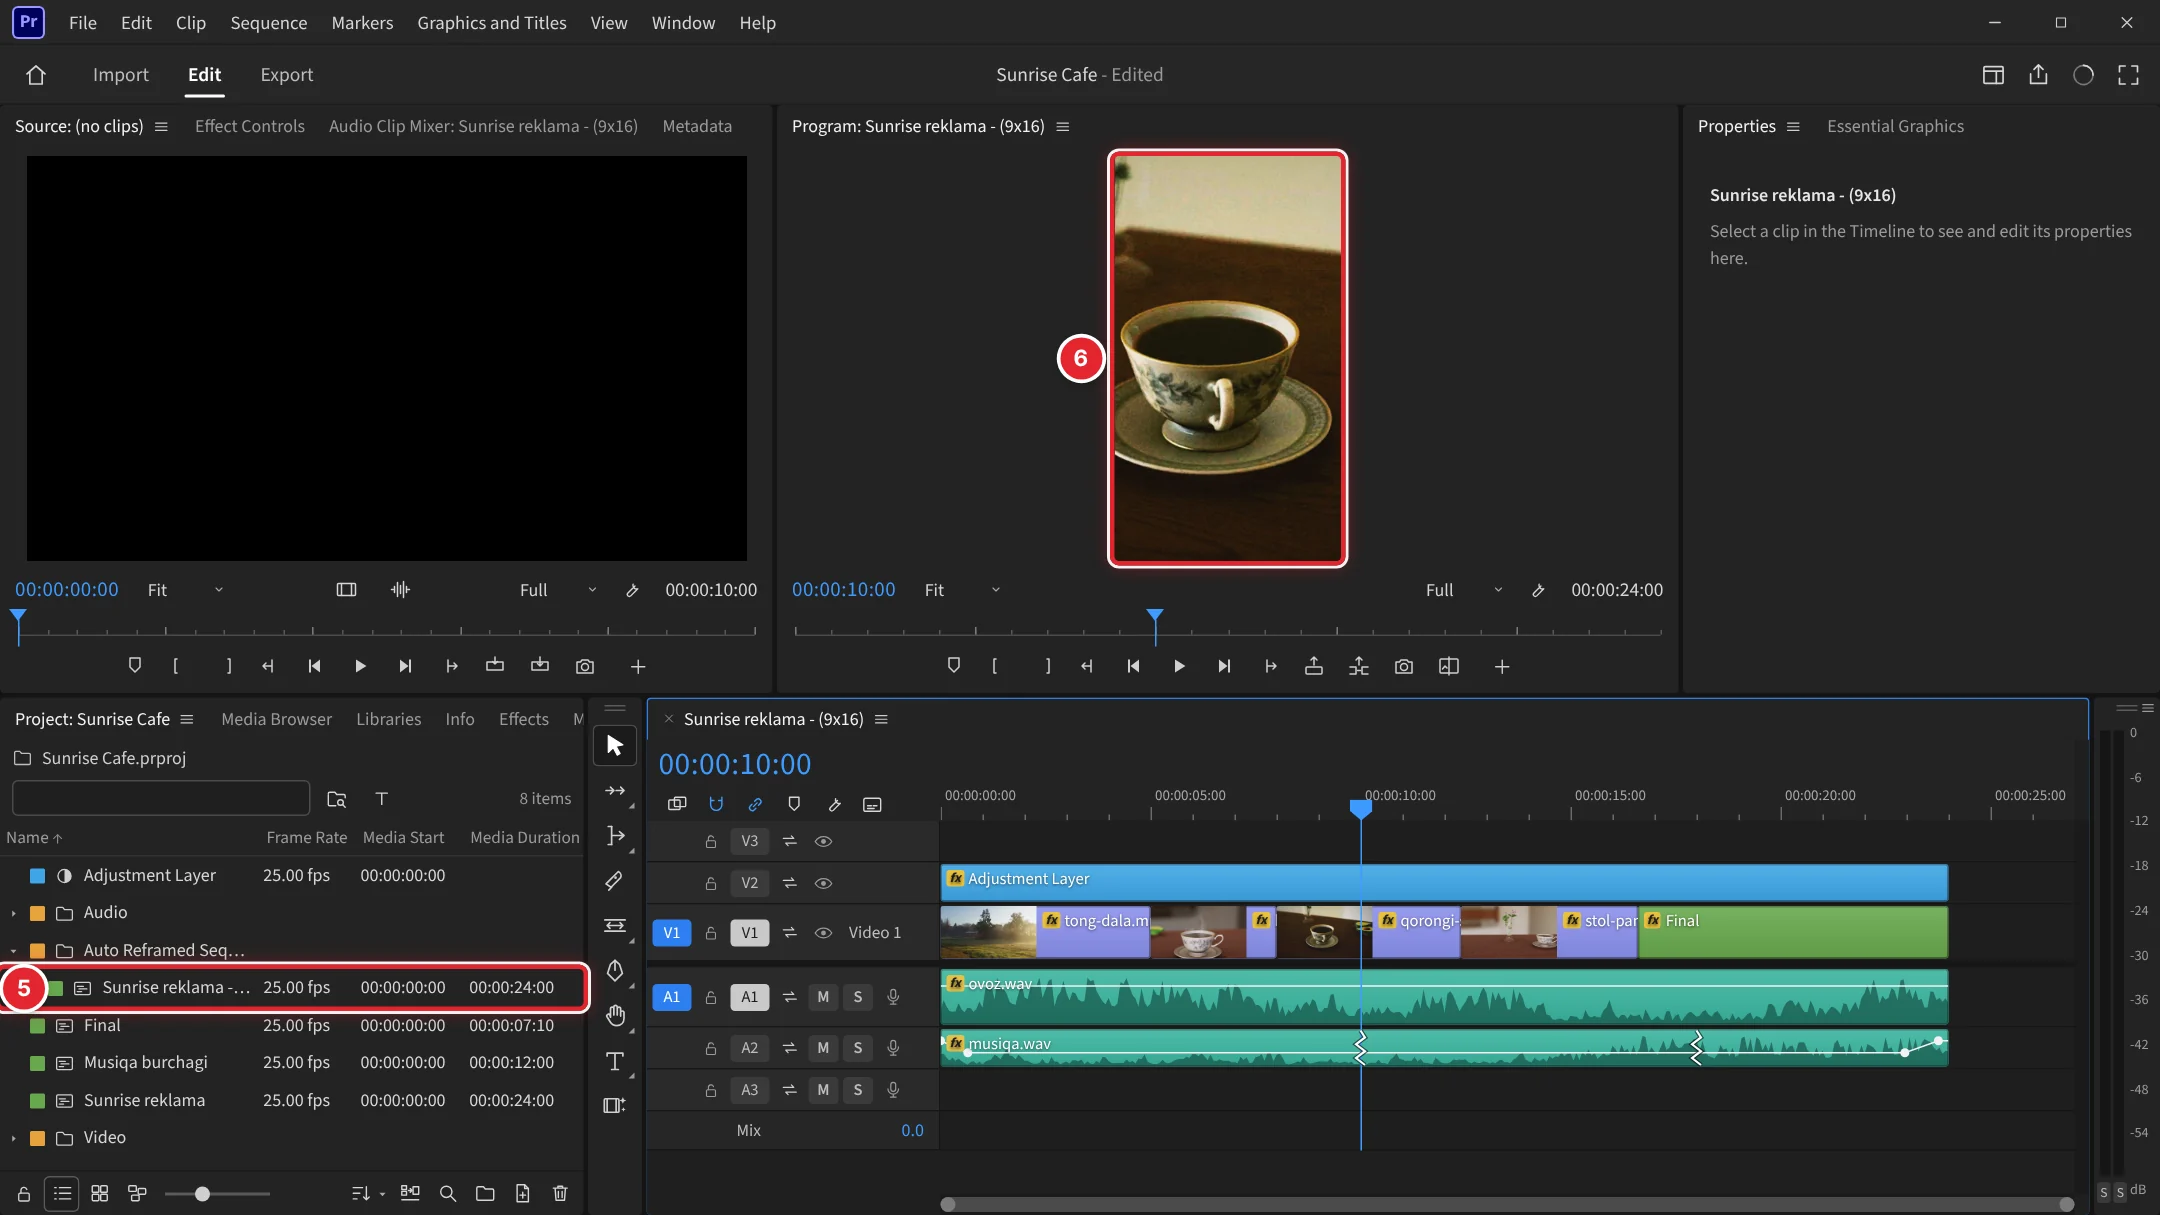 Pr File Edit Clip Sequence Markers Graphics and Titles View Window Help
Import Edit Export Sunrise Cafe - Edited
Source: (no clips) Effect Controls Audio Clip Mixer: Sunrise reklama - (9x16) Metadata
Program: Sunrise reklama - (9x16)
Properties Essential Graphics
Sunrise reklama - (9x16)
Select a clip in the Timeline to see and edit its properties
here.
6
00:00:00:00 Fit Full 00:00:10:00
00:00:10:00 Fit Full 00:00:24:00
Project: Sunrise Cafe Media Browser Libraries Info Effects M
Sunrise Cafe.prproj
8 items
Name Frame Rate Media Start Media Duration
Adjustment Layer 25.00 fps 00:00:00:00
Audio
Auto Reframed Seq...
5 Sunrise reklama -... 25.00 fps 00:00:00:00 00:00:24:00
Final 25.00 fps 00:00:00:00 00:00:07:10
Musiqa burchagi 25.00 fps 00:00:00:00 00:00:12:00
Sunrise reklama 25.00 fps 00:00:00:00 00:00:24:00
Video
Sunrise reklama - (9x16)
00:00:10:00
00:00:00:00 00:00:05:00 00:00:10:00 00:00:15:00 00:00:20:00 00:00:25:00
V3
V2 fx Adjustment Layer
V1 V1 Video 1 fx tong-dala.m fx fx qorongi- fx stol-par fx Final
A1 A1 M S fx ovoz.wav
A2 M S fx musiqa.wav
A3 M S
Mix 0.0
0
-6
-12
-18
-24
-30
-36
-42
-48
-54
S S dB